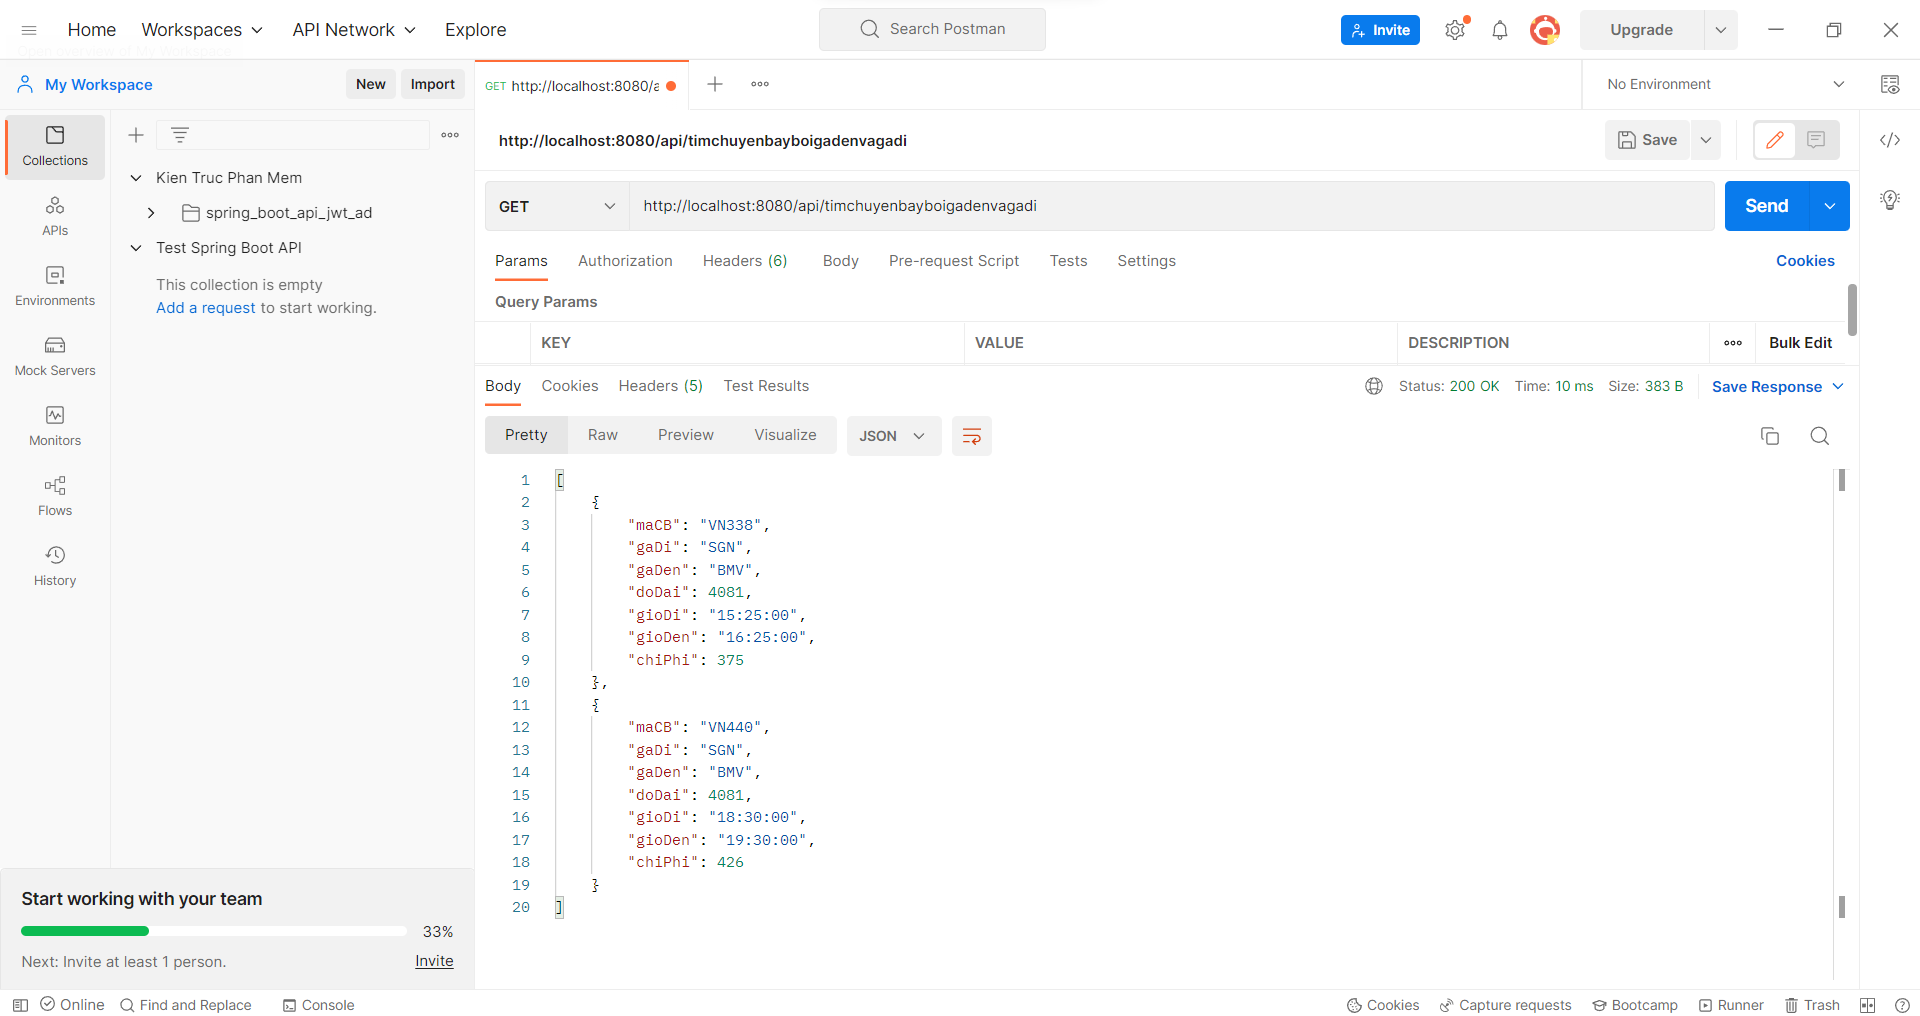 Home
Workspaces
API Network
Explore
Search Postman
Invite
Upgrade
My Workspace
New
Import
GET http://localhost:8080/a
No Environment
Collections
APIs
Environments
Mock Servers
Monitors
Flows
History
Kien Truc Phan Mem
spring_boot_api_jwt_ad
Test Spring Boot API
This collection is empty
Add a request to start working.
http://localhost:8080/api/timchuyenbayboigadenvagadi
Save
GET
http://localhost:8080/api/timchuyenbayboigadenvagadi
Send
Params
Authorization
Headers (6)
Body
Pre-request Script
Tests
Settings
Cookies
Query Params
KEY
VALUE
DESCRIPTION
Bulk Edit
Body
Cookies
Headers (5)
Test Results
Status: 200 OK
Time: 10 ms
Size: 383 B
Save Response
Pretty
Raw
Preview
Visualize
JSON
1 [
2 {
3 "maCB": "VN338",
4 "gaDi": "SGN",
5 "gaDen": "BMV",
6 "doDai": 4081,
7 "gioDi": "15:25:00",
8 "gioDen": "16:25:00",
9 "chiPhi": 375
10 },
11 {
12 "maCB": "VN440",
13 "gaDi": "SGN",
14 "gaDen": "BMV",
15 "doDai": 4081,
16 "gioDi": "18:30:00",
17 "gioDen": "19:30:00",
18 "chiPhi": 426
19 }
20 ]
Start working with your team
33%
Next: Invite at least 1 person.
Invite
Online
Find and Replace
Console
Cookies
Capture requests
Bootcamp
Runner
Trash